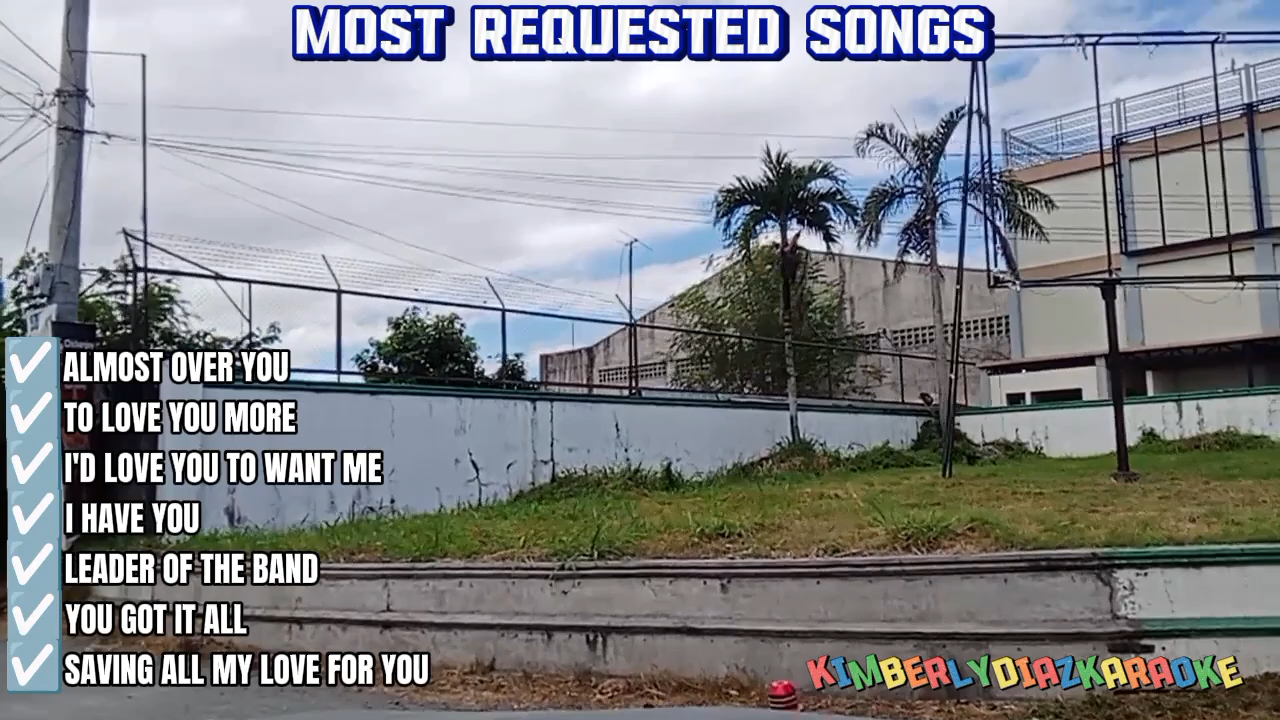 MOST REQUESTED SONGS
ALMOST OVER YOU
TO LOVE YOU MORE
I'D LOVE YOU TO WANT ME
I HAVE YOU
LEADER OF THE BAND
YOU GOT IT ALL
SAVING ALL MY LOVE FOR YOU
KIMBERLYDIAZKARAOKE